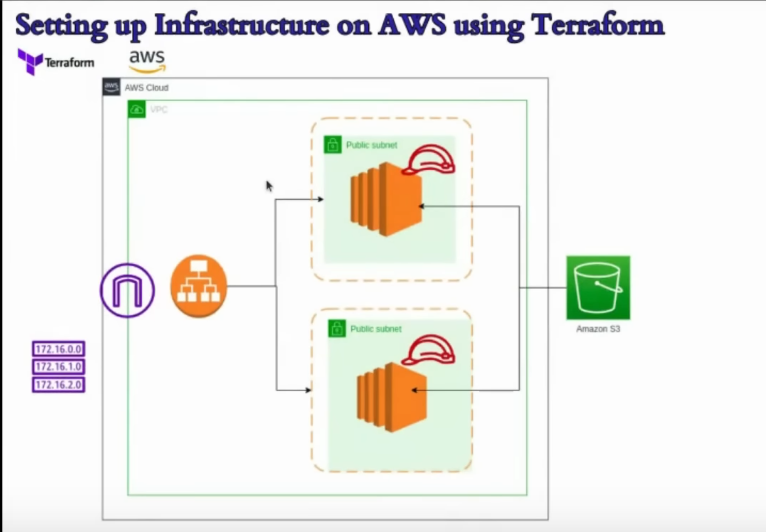 Setting up Infrastructure on AWS using Terraform
Terraform
aws
aws
AWS Cloud
VPC
Public subnet
Public subnet
Amazon S3
172.16.0.0
172.16.1.0
172.16.2.0